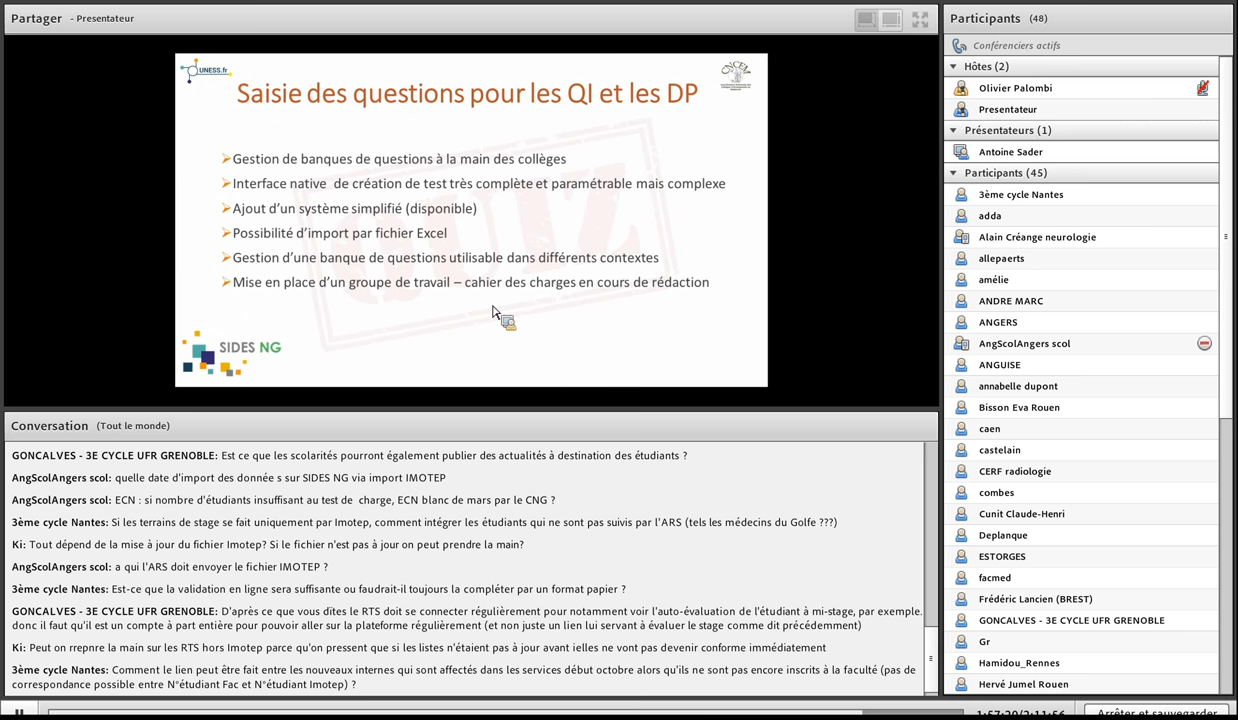 Partager - Presentateur
UNESS.fr
Saisie des questions pour les QI et les DP
Gestion de banques de questions à la main des collèges
Interface native de création de test très complète et paramétrable mais complexe
Ajout d'un système simplifié (disponible)
Possibilité d'import par fichier Excel
Gestion d'une banque de questions utilisable dans différents contextes
Mise en place d'un groupe de travail – cahier des charges en cours de rédaction
QUIZ
SIDES NG
Conversation (Tout le monde)
GONCALVES - 3E CYCLE UFR GRENOBLE: Est ce que les scolarités pourront également publier des actualités à destination des étudiants ?
AngScolAngers scol: quelle date d'import des donnée s sur SIDES NG via import IMOTEP
AngScolAngers scol: ECN : si nombre d'étudiants insuffisant au test de charge, ECN blanc de mars par le CNG ?
3ème cycle Nantes: Si les terrains de stage se fait uniquement par Imotep, comment intégrer les étudiants qui ne sont pas suivis par l'ARS (tels les médecins du Golfe ???)
Ki: Tout dépend de la mise à jour du fichier Imotep? Si le fichier n'est pas à jour on peut prendre la main?
AngScolAngers scol: a qui l'ARS doit envoyer le fichier IMOTEP ?
3ème cycle Nantes: Est-ce que la validation en ligne sera suffisante ou faudrait-il toujours la compléter par un format papier ?
GONCALVES - 3E CYCLE UFR GRENOBLE: D'après ce que vous dïtes le RTS doit se connecter régulièrement pour notamment voir l'auto-évaluation de l'étudiant à mi-stage, par exemple.
donc il faut qu'il est un compte à part entière pour pouvoir aller sur la plateforme régulièrement (et non juste un lien lui servant à évaluer le stage comme dit précédemment)
Ki: Peut on rrepnre la main sur les RTS hors Imotep parce qu'on pressent que si les listes n'étaient pas à jour avant ielles ne vont pas devenir conforme immédiatement
3ème cycle Nantes: Comment le lien peut être fait entre les nouveaux internes qui sont affectés dans les services début octobre alors qu'ils ne sont pas encore inscrits à la faculté (pas de
correspondance possible entre N°étudiant Fac et N°étudiant Imotep) ?
Participants (48)
Conférenciers actifs
Hôtes (2)
Olivier Palombi
Presentateur
Présentateurs (1)
Antoine Sader
Participants (45)
3ème cycle Nantes
adda
Alain Créange neurologie
allepaerts
amélie
ANDRE MARC
ANGERS
AngScolAngers scol
ANGUISE
annabelle dupont
Bisson Eva Rouen
caen
castelain
CERF radiologie
combes
Cunit Claude-Henri
Deplanque
ESTORGES
facmed
Frédéric Lancien (BREST)
GONCALVES - 3E CYCLE UFR GRENOBLE
Gr
Hamidou_Rennes
Hervé Jumel Rouen
1:57:20/2:11:56
Arrêter et sauvegarder